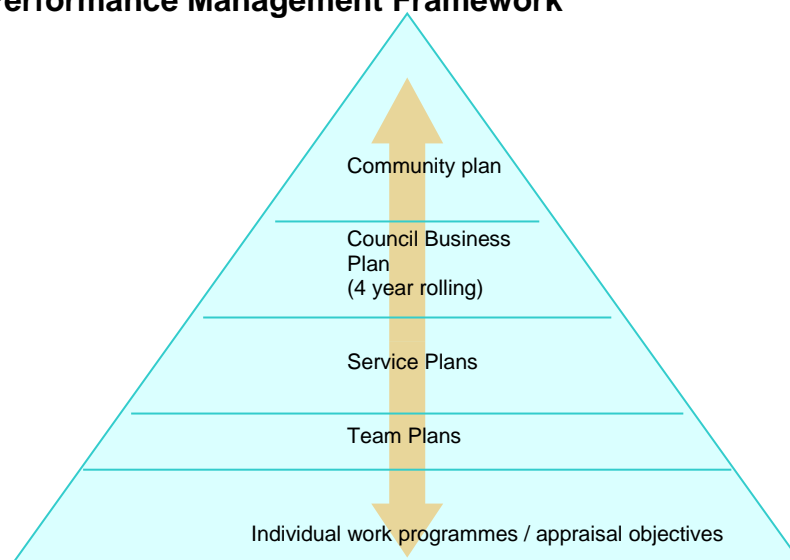 Performance Management Framework
Community plan
Council Business
Plan
(4 year rolling)
Service Plans
Team Plans
Individual work programmes / appraisal objectives